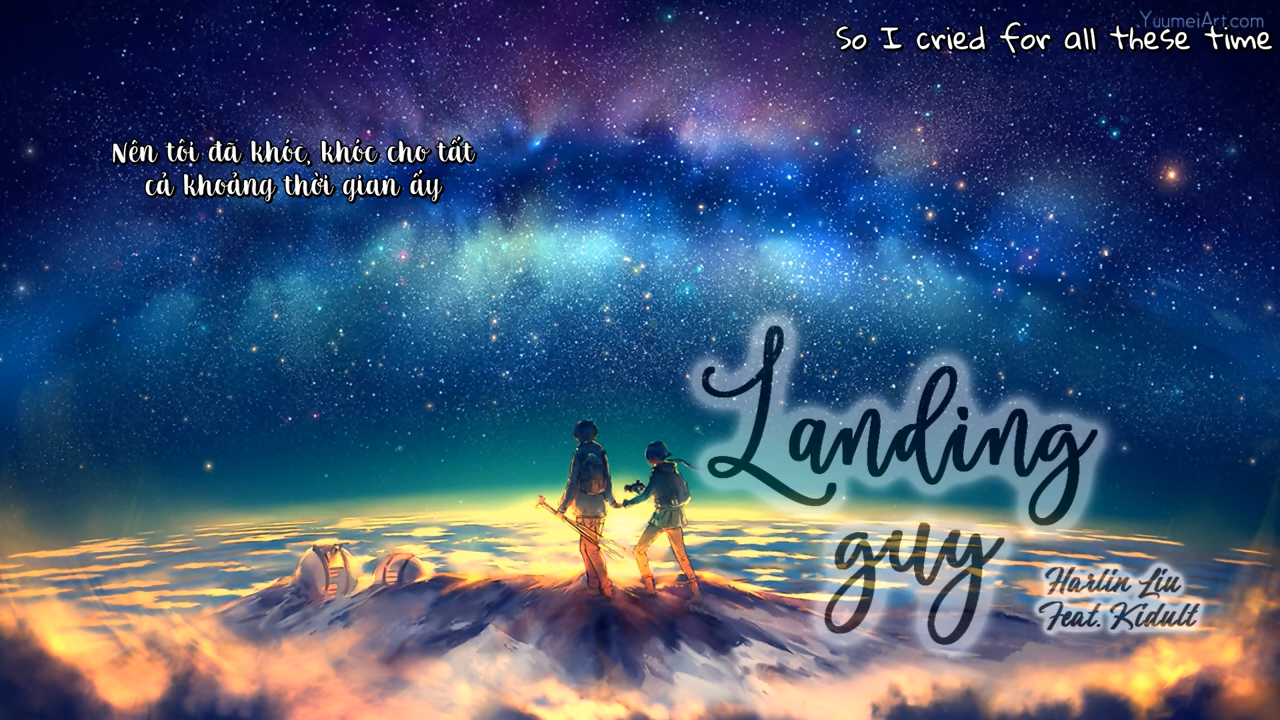 YuumeiArt.com
So I cried for all these time
Nên tôi đã khóc, khóc cho tất
cả khoảng thời gian ấy
Landing
guy
Harlin Liu
Feat. Kidult